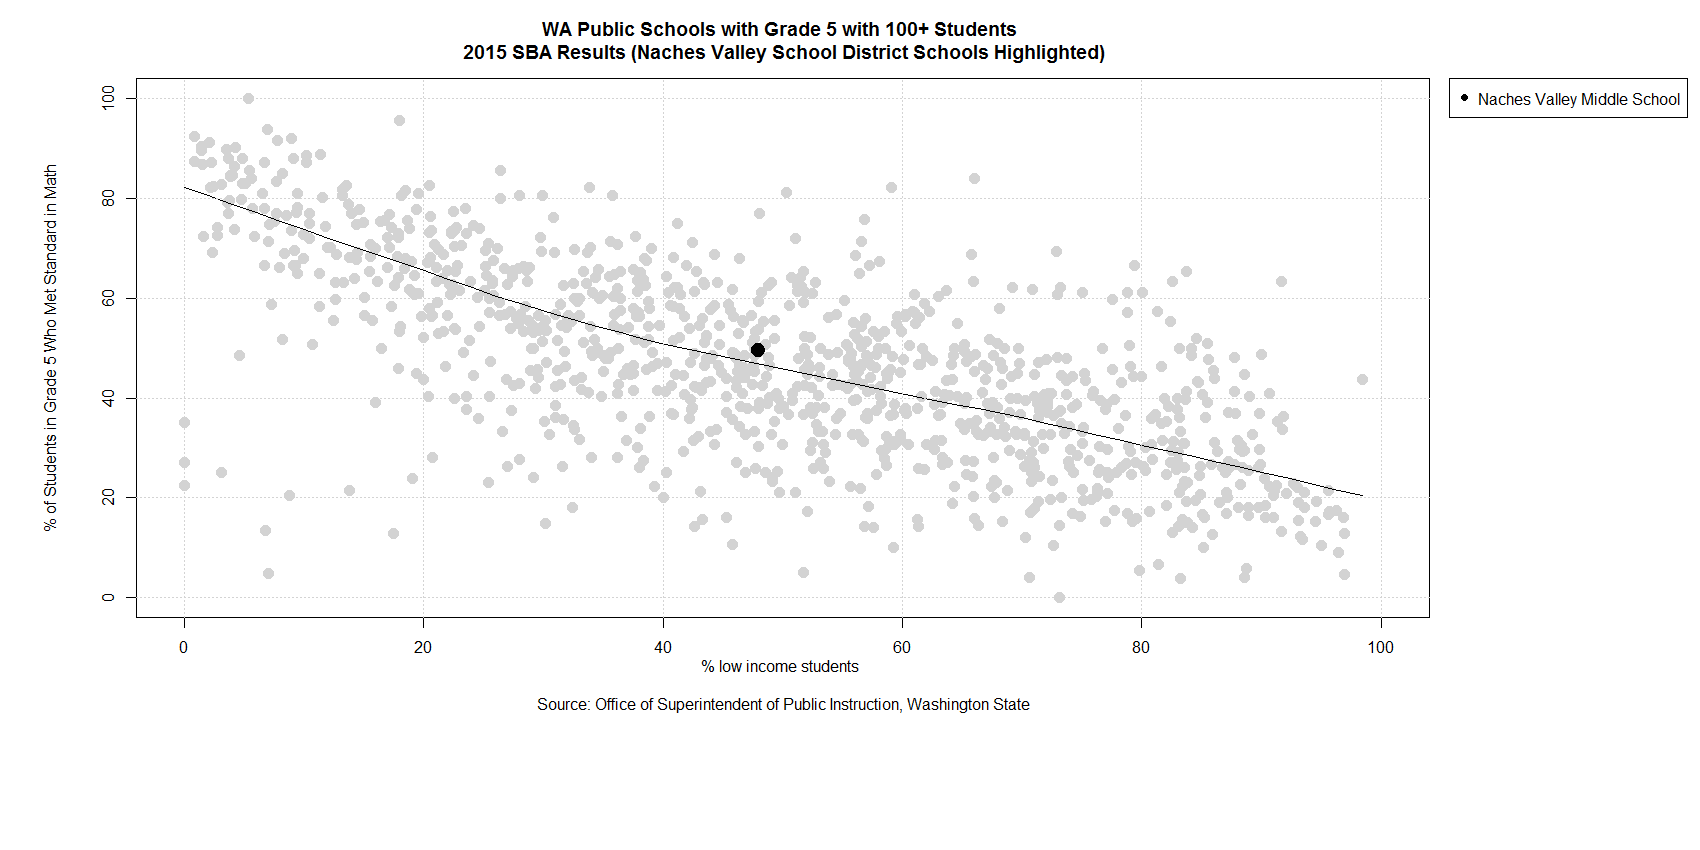 WA Public Schools with Grade 5 with 100+ Students
2015 SBA Results (Naches Valley School District Schools Highlighted)
Naches Valley Middle School
% of Students in Grade 5 Who Met Standard in Math
100
80
60
40
20
0
0 20 40 60 80 100
% low income students
Source: Office of Superintendent of Public Instruction, Washington State